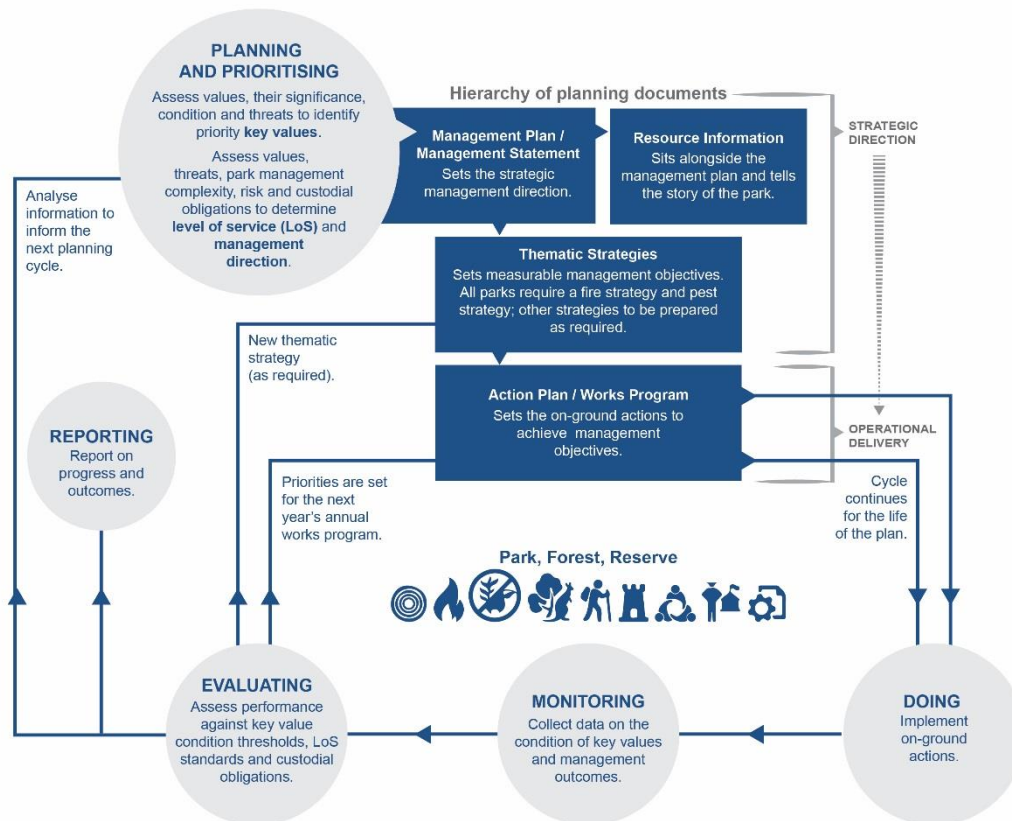 PLANNING
AND PRIORITISING
Assess values, their significance,
condition and threats to identify
priority key values.
Assess values,
threats, park management
complexity, risk and custodial
obligations to determine
level of service (LoS) and
management
direction.
Hierarchy of planning documents
Management Plan /
Management Statement
Sets the strategic
management direction.
Resource Information
Sits alongside the
management plan and tells
the story of the park.
STRATEGIC
DIRECTION
Analyse
information to
inform the
next planning
cycle.
Thematic Strategies
Sets measurable management objectives.
All parks require a fire strategy and pest
strategy; other strategies to be prepared
as required.
New thematic
strategy
(as required).
Action Plan / Works Program
Sets the on-ground actions to
achieve management
objectives.
OPERATIONAL
DELIVERY
REPORTING
Report on
progress and
outcomes.
Priorities are set
for the next
year's annual
works program.
Cycle
continues
for the life
of the plan.
Park, Forest, Reserve
EVALUATING
Assess performance
against key value
condition thresholds, LoS
standards and custodial
obligations.
MONITORING
Collect data on the
condition of key values
and management
outcomes.
DOING
Implement
on-ground
actions.